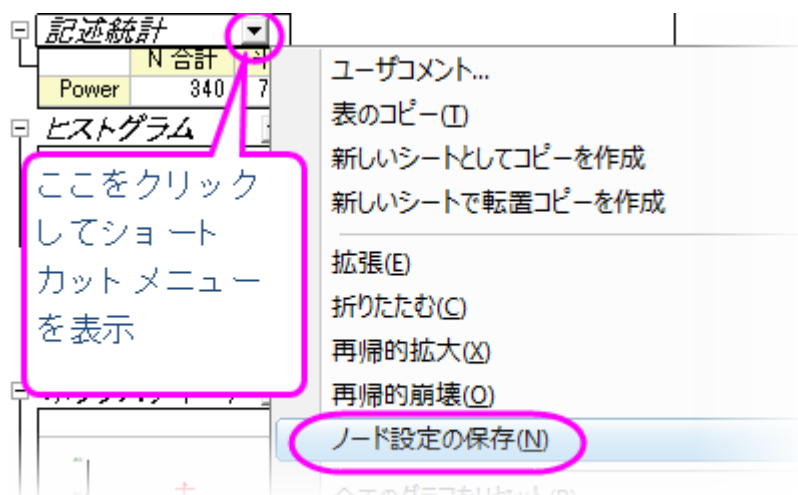 記述統計
N 合計
Power 340 7
ヒストグラム
ここをクリック
してショート
カット メニュー
を表示
ユーザコメント...
表のコピー(T)
新しいシートとしてコピーを作成
新しいシートで転置コピーを作成
拡張(E)
折りたたむ(C)
再帰的拡大(X)
再帰的崩壊(O)
ノード設定の保存(N)